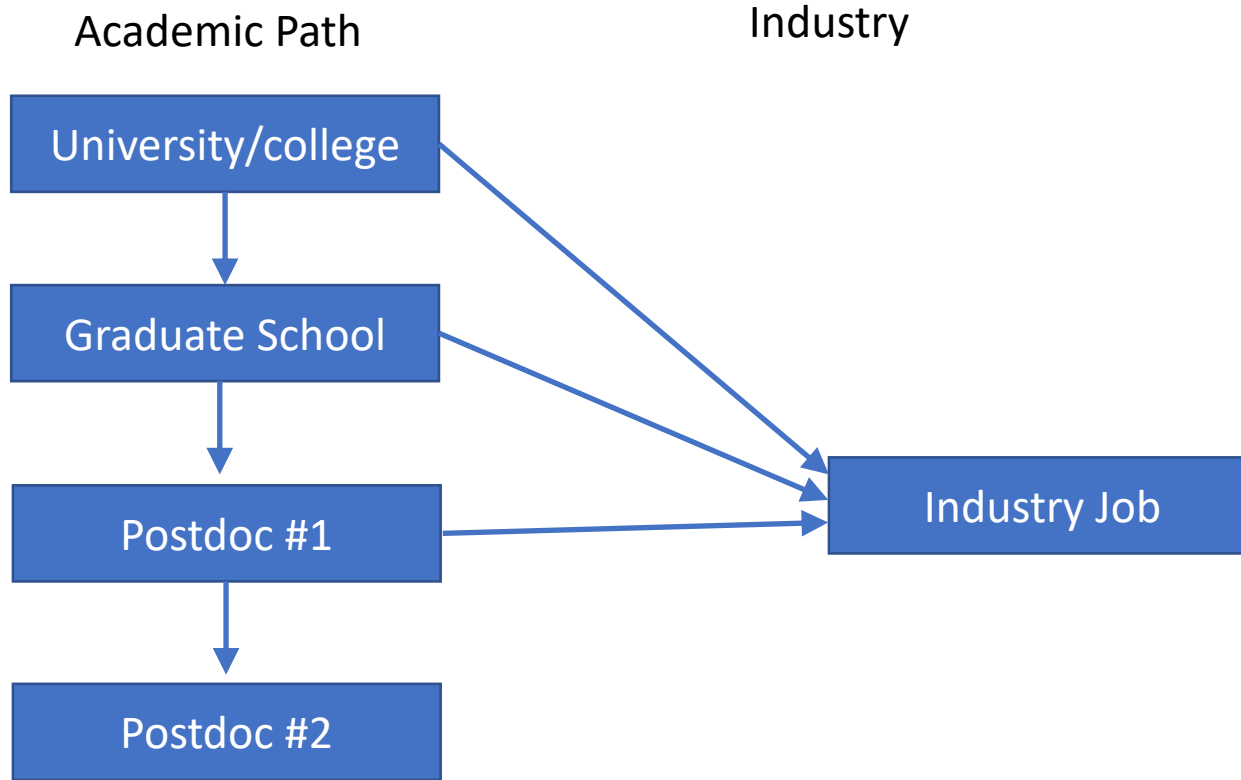 Academic Path
Industry
University/college
Graduate School
Postdoc #1
Industry Job
Postdoc #2